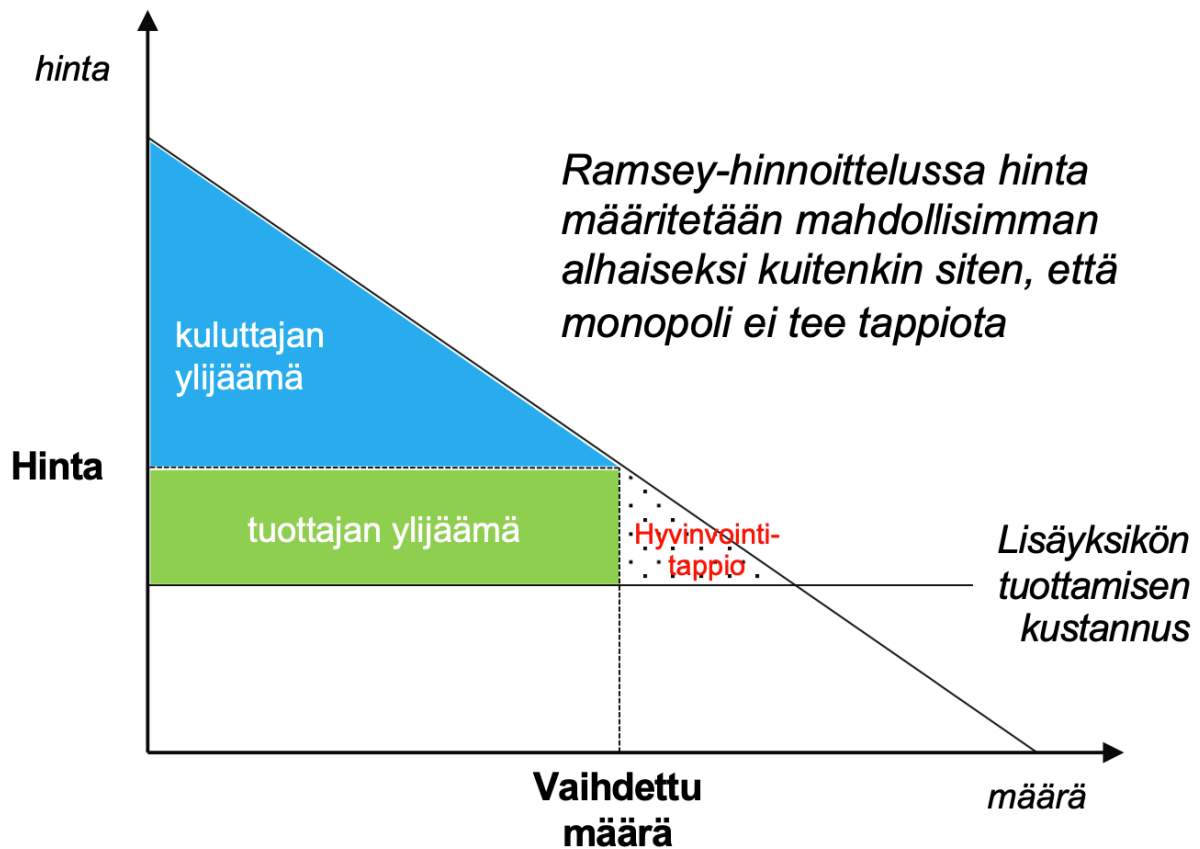 hinta
Ramsey-hinnoittelussa hinta
määritetään mahdollisimman
alhaiseksi kuitenkin siten, että
monopoli ei tee tappiota
kuluttajan
ylijäämä
Hinta
tuottajan ylijäämä
Hyvinvointi-
tappio
Lisäyksikön
tuottamisen
kustannus
Vaihdettu
määrä
määrä